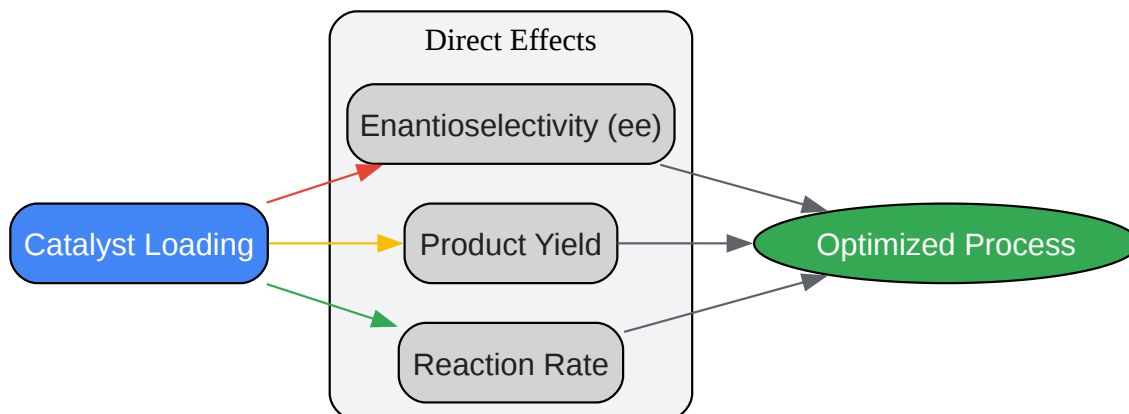 Direct Effects
Enantioselectivity (ee)
Catalyst Loading
Product Yield
Optimized Process
Reaction Rate